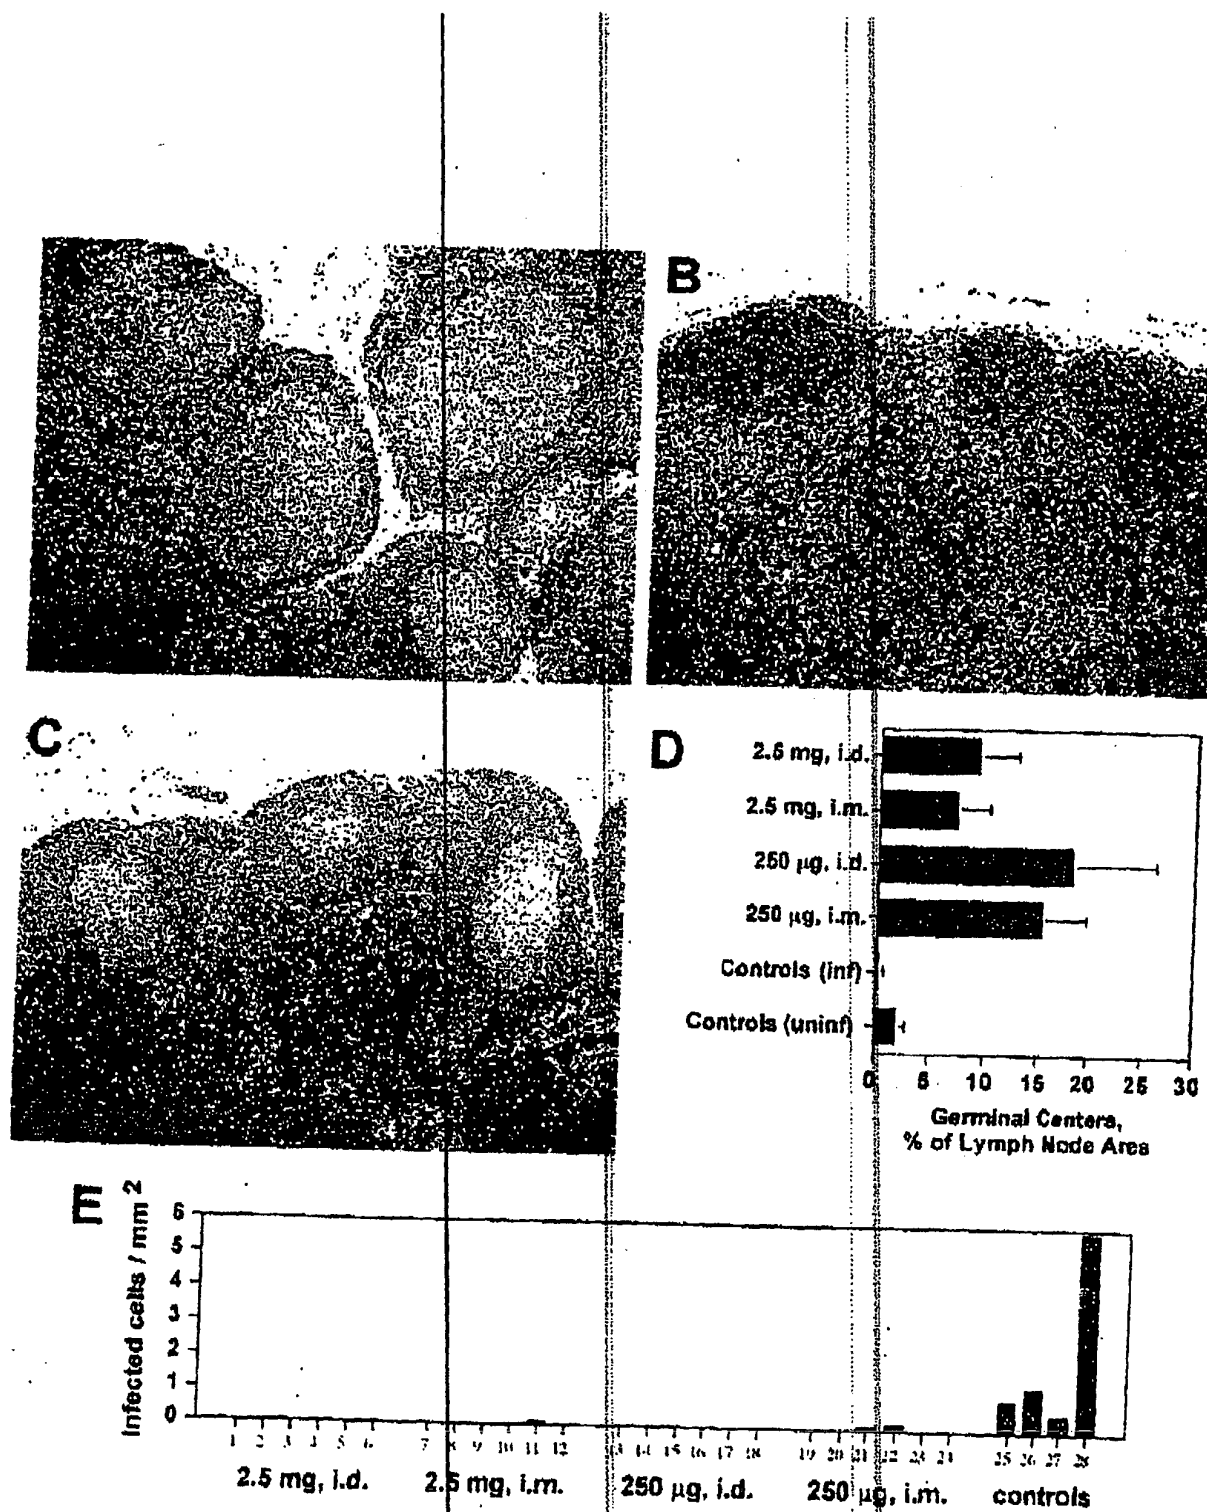 B
C
D
2.5 mg, i.d.
2.5 mg, i.m.
250 µg, i.d.
250 µg, i.m.
Controls (inf)
Controls (uninf)
0 5 10 15 20 25 30
Germinal Centers,
% of Lymph Node Area
E
Infected cells / mm 2
6
5
4
3
2
1
0
1 2 3 4 5 6 7 8 9 10 11 12 13 14 15 16 17 18 19 20 21 22 23 24 25 26 27 28
2.5 mg, i.d. 2.5 mg, i.m. 250 µg, i.d. 250 µg, i.m. controls